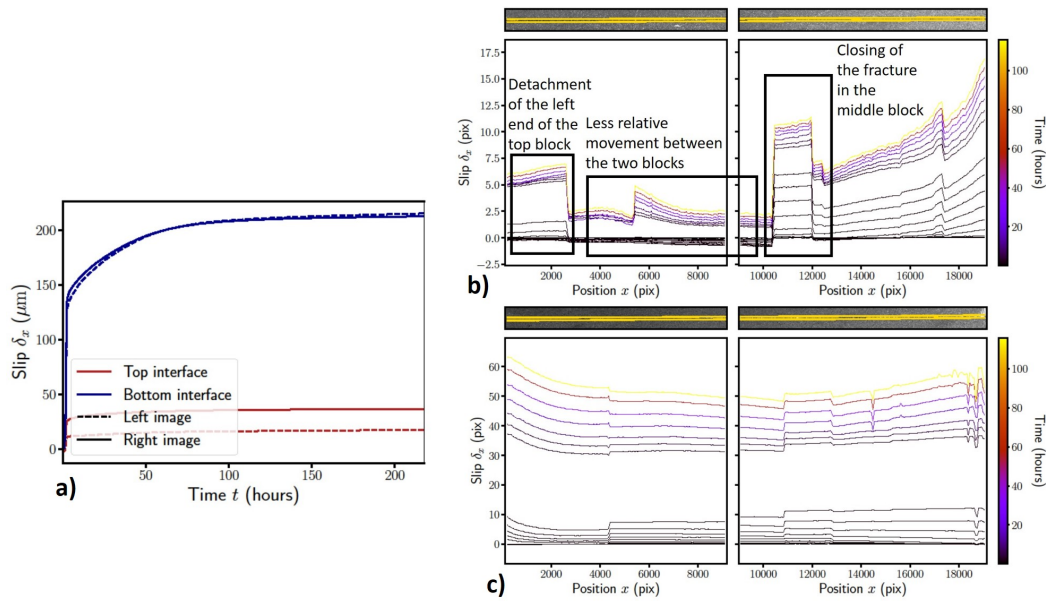 200
150
100
50
0
Slip δx (μm)
Top interface
Bottom interface
Left image
Right image
50
100
150
200
Time t (hours)
a)
17.5
15.0
12.5
10.0
7.5
5.0
2.5
0.0
−2.5
Slip δx (pix)
Detachment
of the left
end of the
top block
Less relative
movement between
the two blocks
Closing of
the fracture
in the
middle block
2000
4000
6000
8000
Position x (pix)
10000
12000
14000
16000
18000
Position x (pix)
100
80
60
40
20
Time (hours)
b)
60
50
40
30
20
10
0
Slip δx (pix)
2000
4000
6000
8000
Position x (pix)
10000
12000
14000
16000
18000
Position x (pix)
100
80
60
40
20
Time (hours)
c)